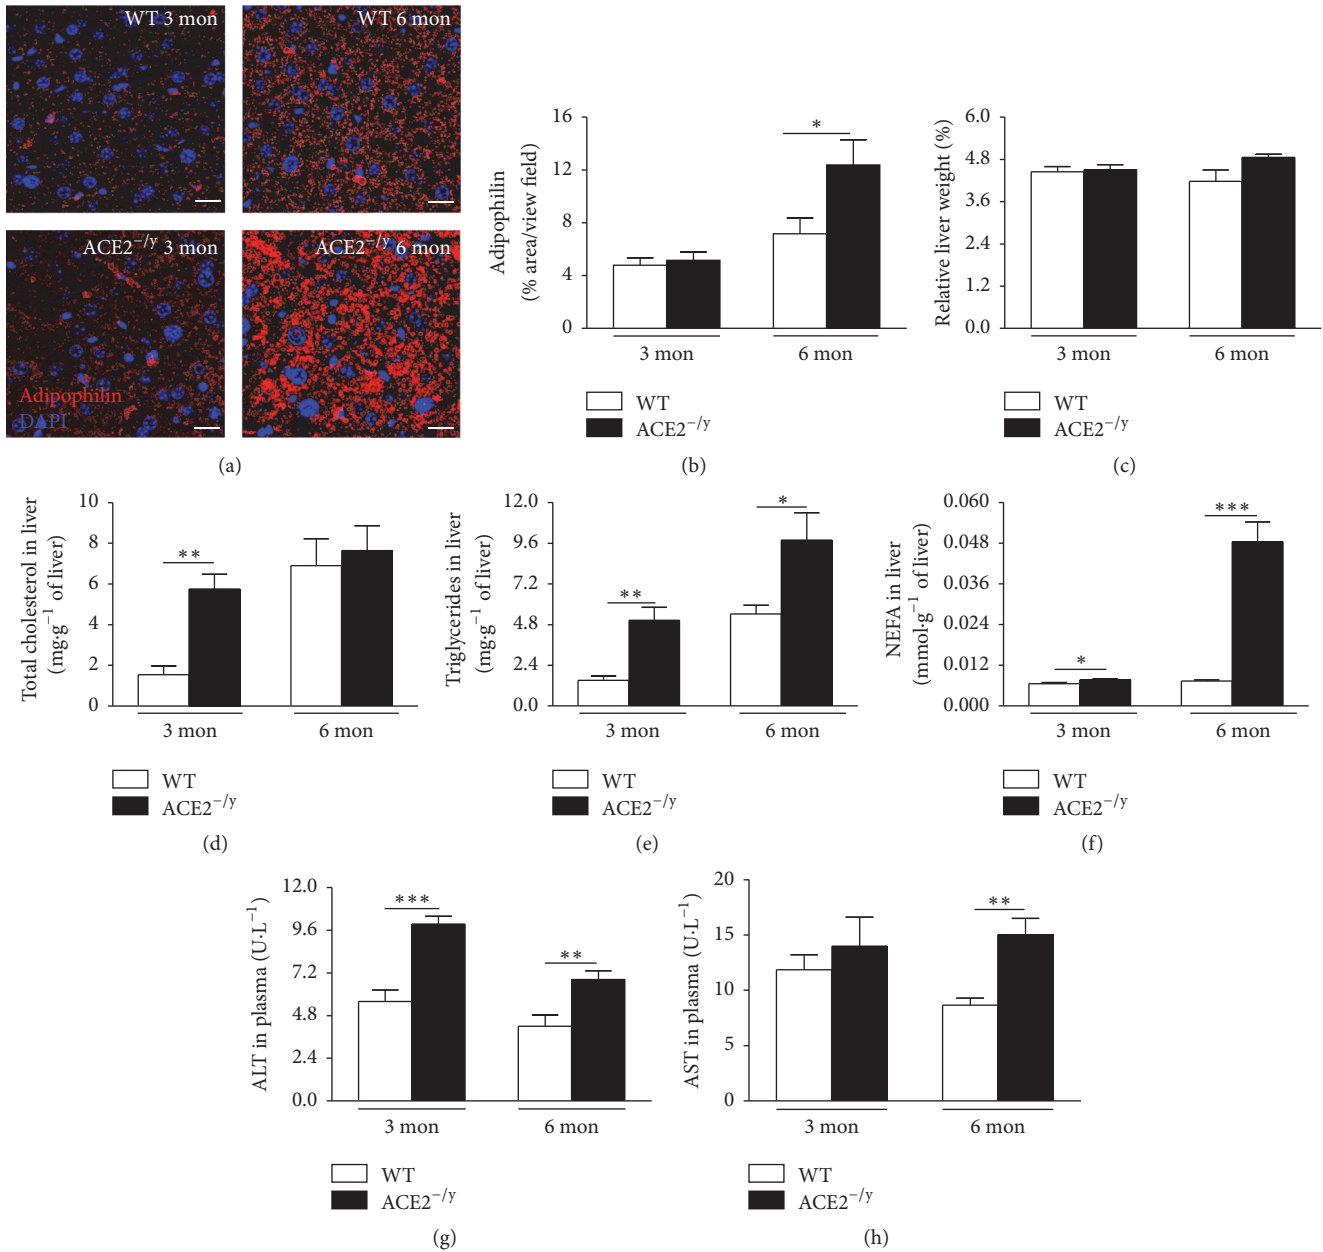 WT 3 mon
WT 6 mon
ACE2−/y 3 mon
ACE2−/y 6 mon
Adipophilin
DAPI
(a)
Adipophilin
(% area/view field)
16
12
8
4
0
*
3 mon
6 mon
WT
ACE2−/y
(b)
Relative liver weight (%)
6.0
4.8
3.6
2.4
1.2
0.0
3 mon
6 mon
WT
ACE2−/y
(c)
Total cholesterol in liver
(mg·g−1 of liver)
10
8
6
4
2
0
**
3 mon
6 mon
WT
ACE2−/y
(d)
Triglycerides in liver
(mg·g−1 of liver)
12.0
9.6
7.2
4.8
2.4
0.0
**
*
3 mon
6 mon
WT
ACE2−/y
(e)
NEFA in liver
(mmol·g−1 of liver)
0.060
0.048
0.036
0.024
0.012
0.000
*
***
3 mon
6 mon
WT
ACE2−/y
(f)
ALT in plasma (U·L−1)
12.0
9.6
7.2
4.8
2.4
0.0
***
**
3 mon
6 mon
WT
ACE2−/y
(g)
AST in plasma (U·L−1)
20
15
10
5
0
**
3 mon
6 mon
WT
ACE2−/y
(h)